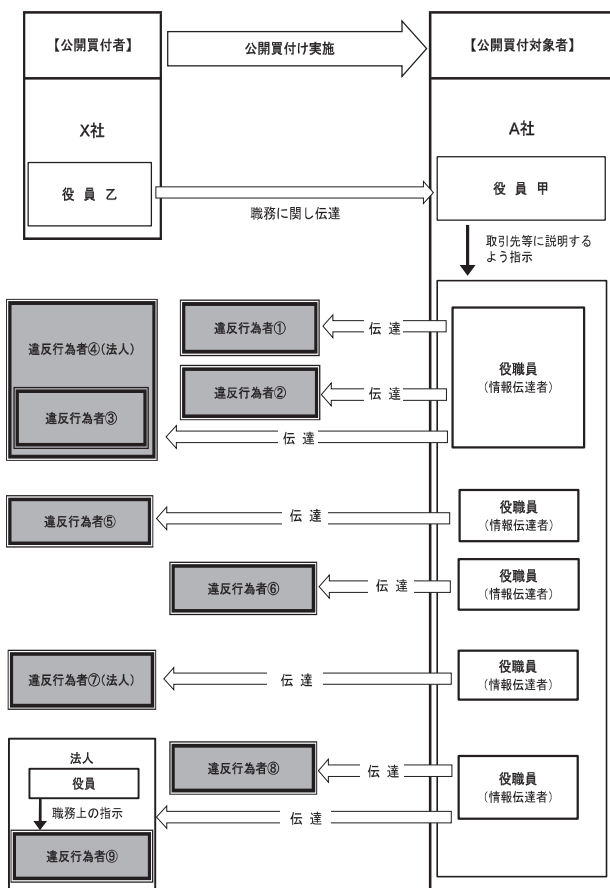 【公開買付者】
公開買付け実施
【公開買付対象者】
X社
A社
役 員 乙
役 員 甲
職務に関し伝達
取引先等に説明する
よう指示
違反行為者①
伝 達
違反行為者④(法人)
違反行為者②
伝 達
違反行為者③
伝 達
役職員
(情報伝達者)
違反行為者⑤
伝 達
役職員
(情報伝達者)
違反行為者⑥
伝 達
役職員
(情報伝達者)
違反行為者⑦(法人)
伝 達
役職員
(情報伝達者)
法人
役員
職務上の指示
違反行為者⑨
違反行為者⑧
伝 達
伝 達
役職員
(情報伝達者)